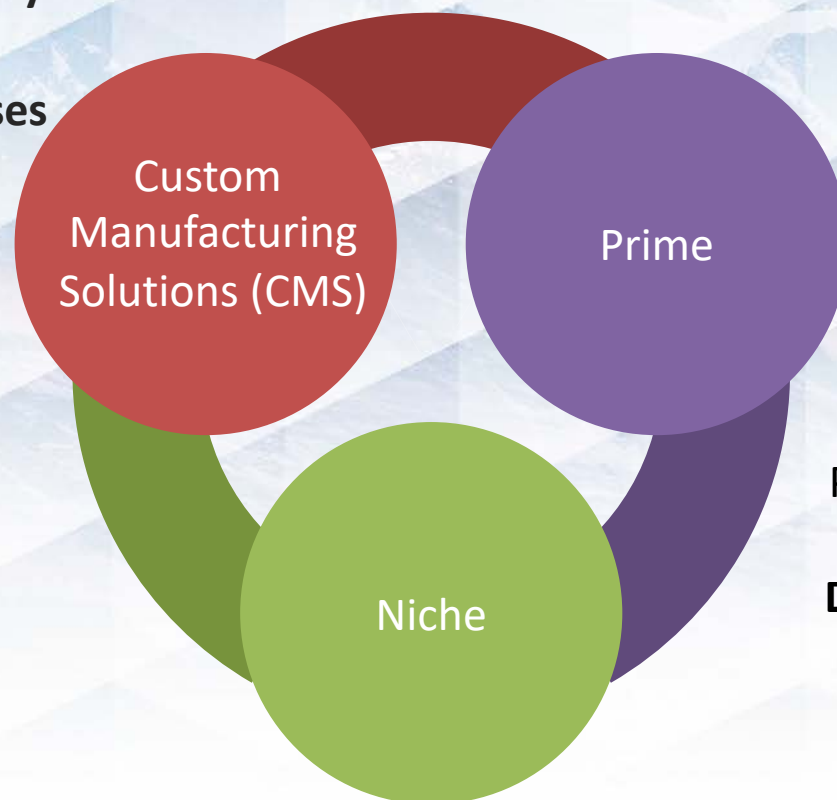 ses
Custom
Manufacturing
Solutions (CMS)
Prime
Niche